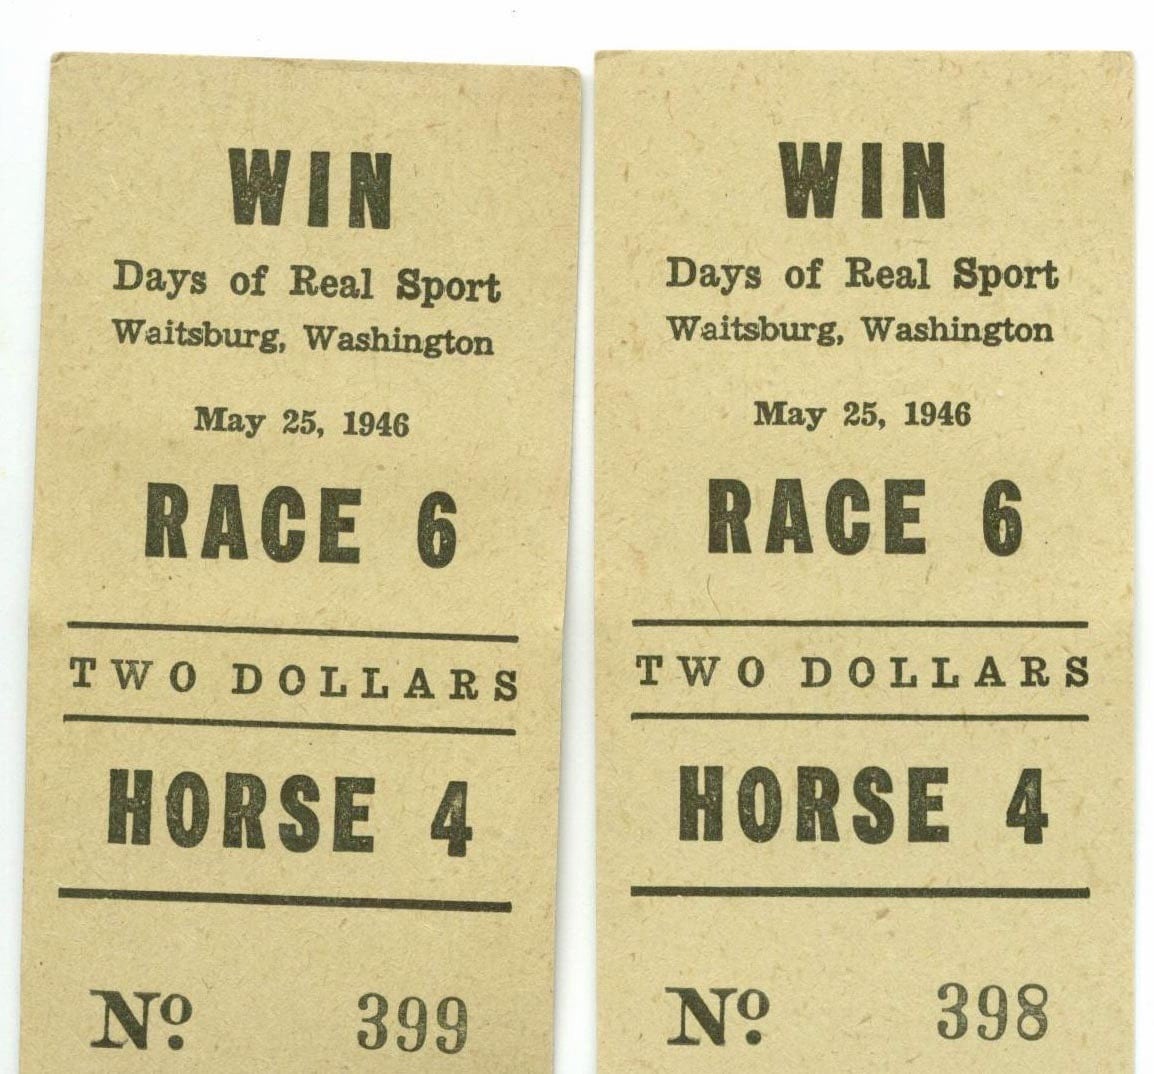 WIN
Days of Real Sport
Waitsburg, Washington
May 25, 1946
RACE 6
TWO DOLLARS
HORSE 4
No. 399
WIN
Days of Real Sport
Waitsburg, Washington
May 25, 1946
RACE 6
TWO DOLLARS
HORSE 4
No. 398